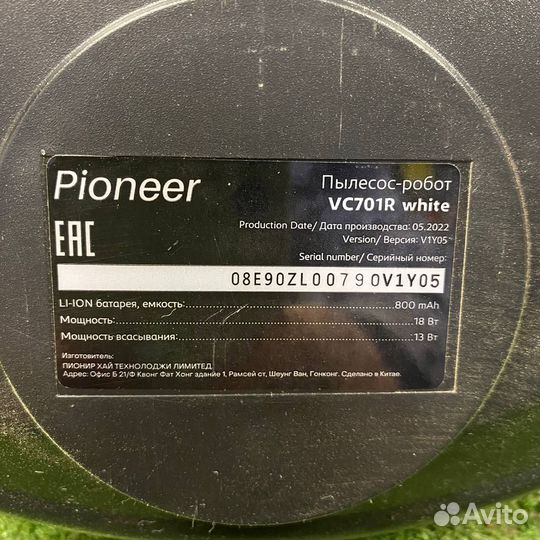 Pioneer
Пылесос-робот
VC701R white
EAC
Production Date/ Дата производства: 05.2022
Version/ Версия: V1Y05
Serial number/ Серийный номер:
08E90ZL00790V1Y05
LI-ION батарея, емкость: 800 mAh
Мощность: 18 Вт
Мощность всасывания: 13 Вт
Изготовитель:
ПИОНИР ХАЙ ТЕХНОЛОДЖИ ЛИМИТЕД.
Адрес: Офис Б 21/Ф Квонг Фат Хонг здание 1, Рамсей ст, Шеунг Ван, Гонконг. Сделано в Китае.
Avito